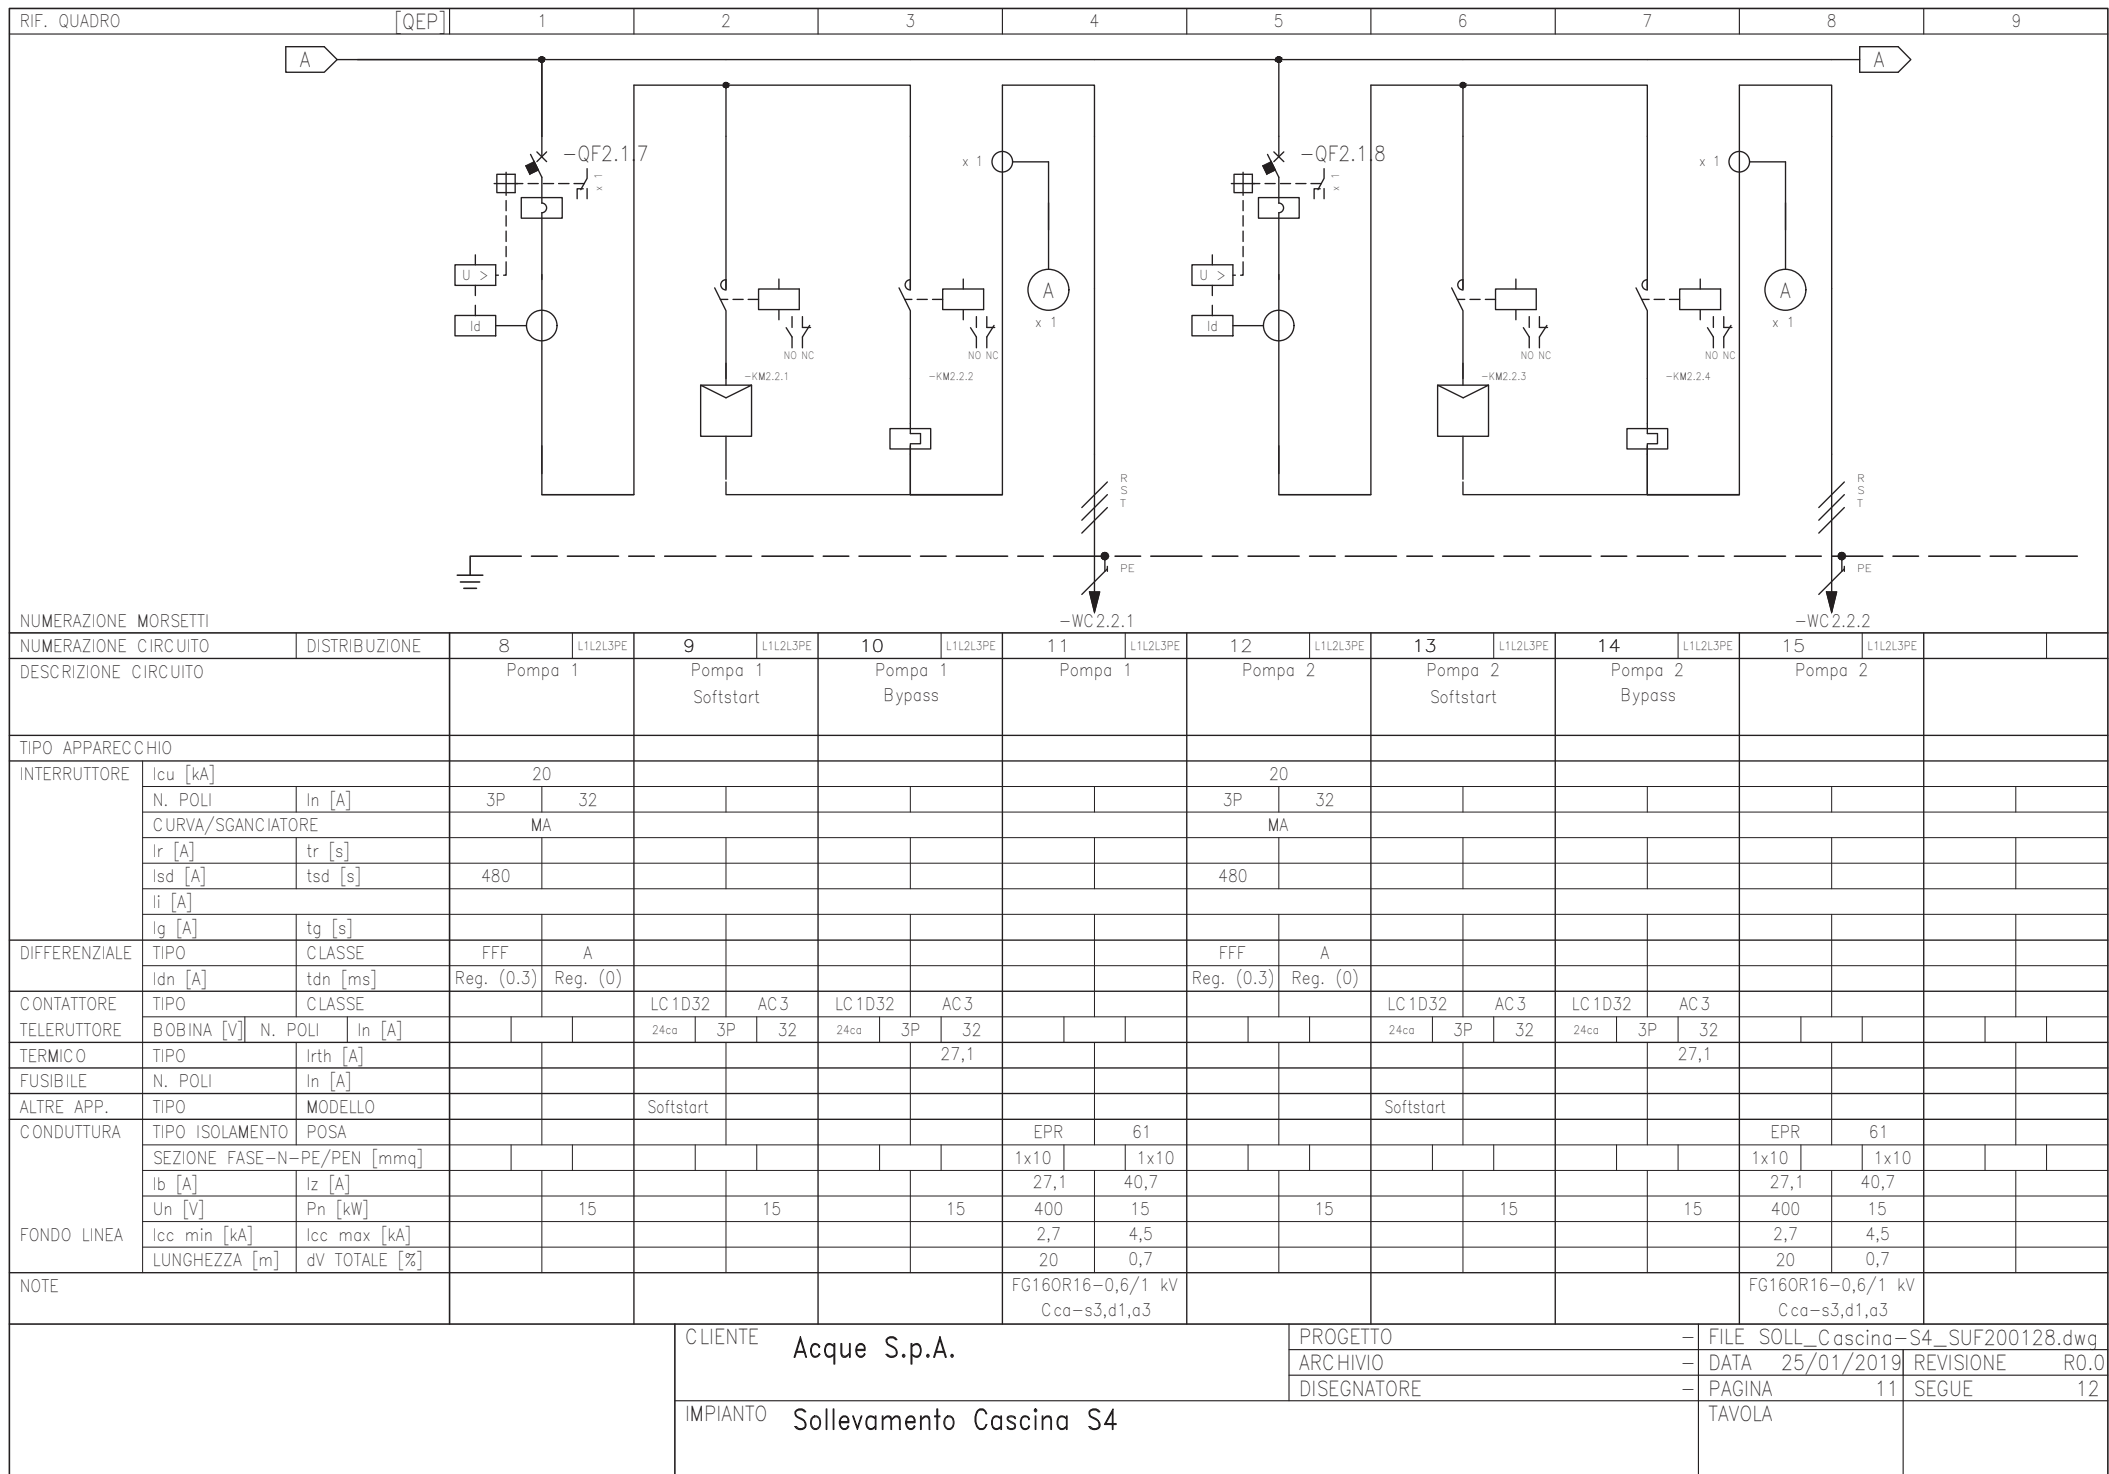 RIF. QUADRO [QEP] 1 2 3 4 5 6 7 8 9
A A
-QF2.1.7 x 1 -QF2.1.8 x 1
x 1 x 1
U > A U > A
Id x 1 Id x 1
NO NC NO NC NO NC NO NC
-KM2.2.1 -KM2.2.2 -KM2.2.3 -KM2.2.4
R R
S S
T T
PE PE
NUMERAZIONE MORSETTI -WC2.2.1 -WC2.2.2
NUMERAZIONE CIRCUITO DISTRIBUZIONE 8 L1L2L3PE 9 L1L2L3PE 10 L1L2L3PE 11 L1L2L3PE 12 L1L2L3PE 13 L1L2L3PE 14 L1L2L3PE 15 L1L2L3PE
DESCRIZIONE CIRCUITO Pompa 1 Pompa 1 Pompa 1 Pompa 1 Pompa 2 Pompa 2 Pompa 2 Pompa 2
Softstart Bypass Softstart Bypass
TIPO APPARECCHIO
INTERRUTTORE Icu [kA] 20 20
N. POLI In [A] 3P 32 3P 32
CURVA/SGANCIATORE MA MA
Ir [A] tr [s]
Isd [A] tsd [s] 480 480
Ii [A]
Ig [A] tg [s]
DIFFERENZIALE TIPO CLASSE FFF A FFF A
Idn [A] tdn [ms] Reg. (0.3) Reg. (0) Reg. (0.3) Reg. (0)
CONTATTORE TIPO CLASSE LC1D32 AC3 LC1D32 AC3 LC1D32 AC3 LC1D32 AC3
TELERUTTORE BOBINA [V] N. POLI In [A] 24ca 3P 32 24ca 3P 32 24ca 3P 32 24ca 3P 32
TERMICO TIPO Irth [A] 27,1 27,1
FUSIBILE N. POLI In [A]
ALTRE APP. TIPO MODELLO Softstart Softstart
CONDUTTURA TIPO ISOLAMENTO POSA EPR 61 EPR 61
SEZIONE FASE-N-PE/PEN [mmq] 1x10 1x10 1x10 1x10
Ib [A] Iz [A] 27,1 40,7 27,1 40,7
Un [V] Pn [kW] 15 15 15 400 15 15 15 15 400 15
FONDO LINEA Icc min [kA] Icc max [kA] 2,7 4,5 2,7 4,5
LUNGHEZZA [m] dV TOTALE [%] 20 0,7 20 0,7
NOTE FG16OR16-0,6/1 kV FG16OR16-0,6/1 kV
Cca-s3,d1,a3 Cca-s3,d1,a3
CLIENTE Acque S.p.A. PROGETTO - FILE SOLL_Cascina-S4_SUF200128.dwg
ARCHIVIO - DATA 25/01/2019 REVISIONE R0.0
DISEGNATORE - PAGINA 11 SEGUE 12
IMPIANTO Sollevamento Cascina S4 TAVOLA